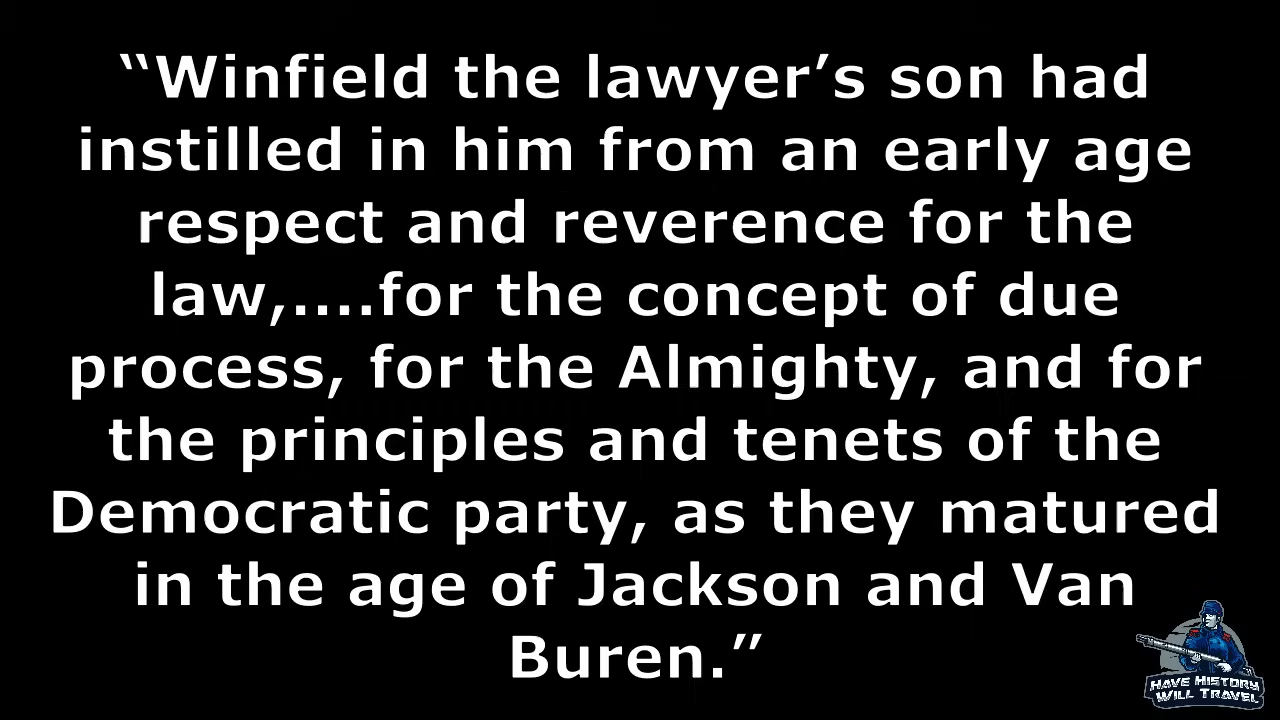 “Winfield the lawyer’s son had
instilled in him from an early age
respect and reverence for the
law,....for the concept of due
process, for the Almighty, and for
the principles and tenets of the
Democratic party, as they matured
in the age of Jackson and Van
Buren.”
HAVE HISTORY
WILL TRAVEL